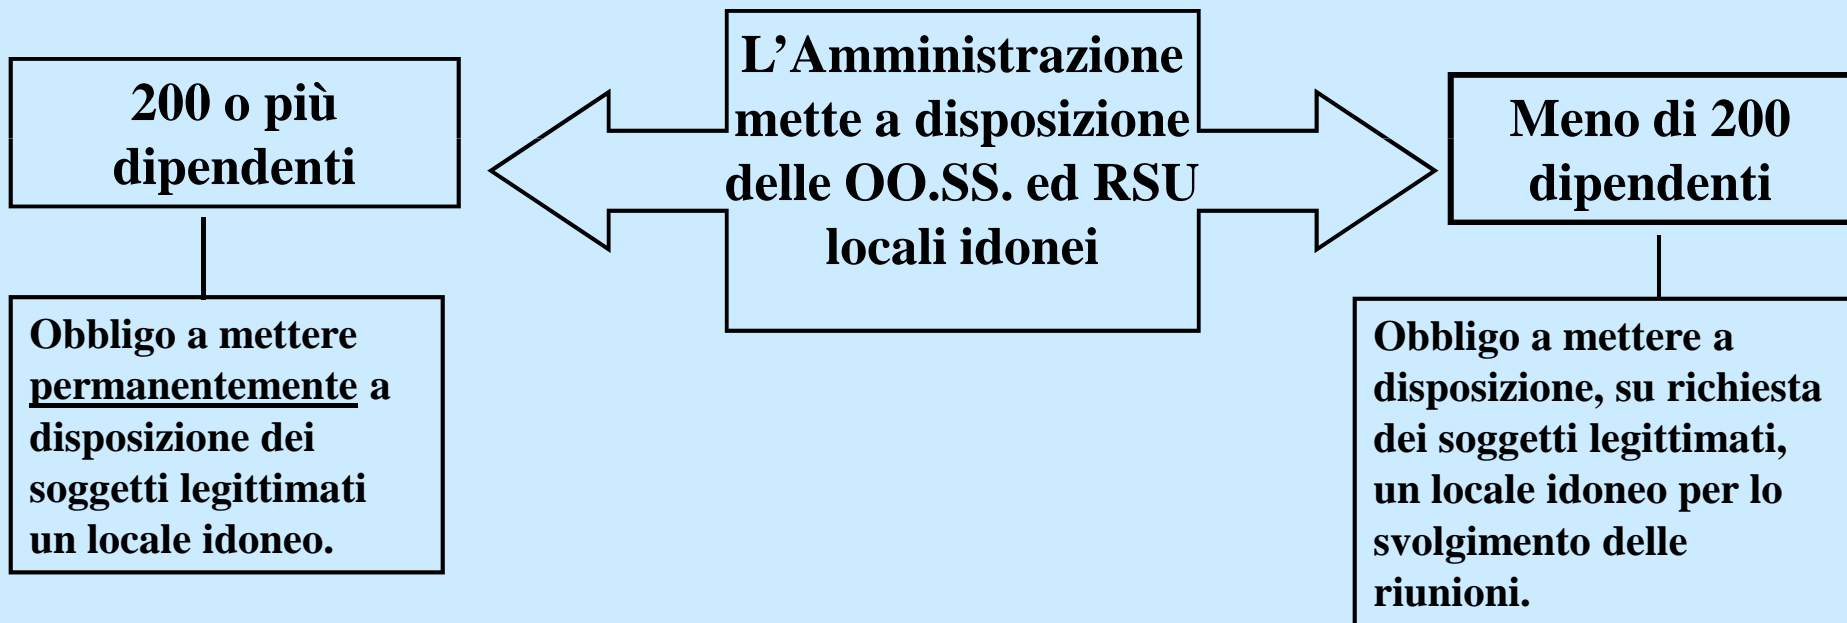 L’Amministrazione
mette a disposizione
delle OO.SS. ed RSU
locali idonei
200 o più
dipendenti
Obbligo a mettere
permanentemente a
disposizione dei
soggetti legittimati
un locale idoneo.
Meno di 200
dipendenti
Obbligo a mettere a
disposizione, su richiesta
dei soggetti legittimati,
un locale idoneo per lo
svolgimento delle
riunioni.